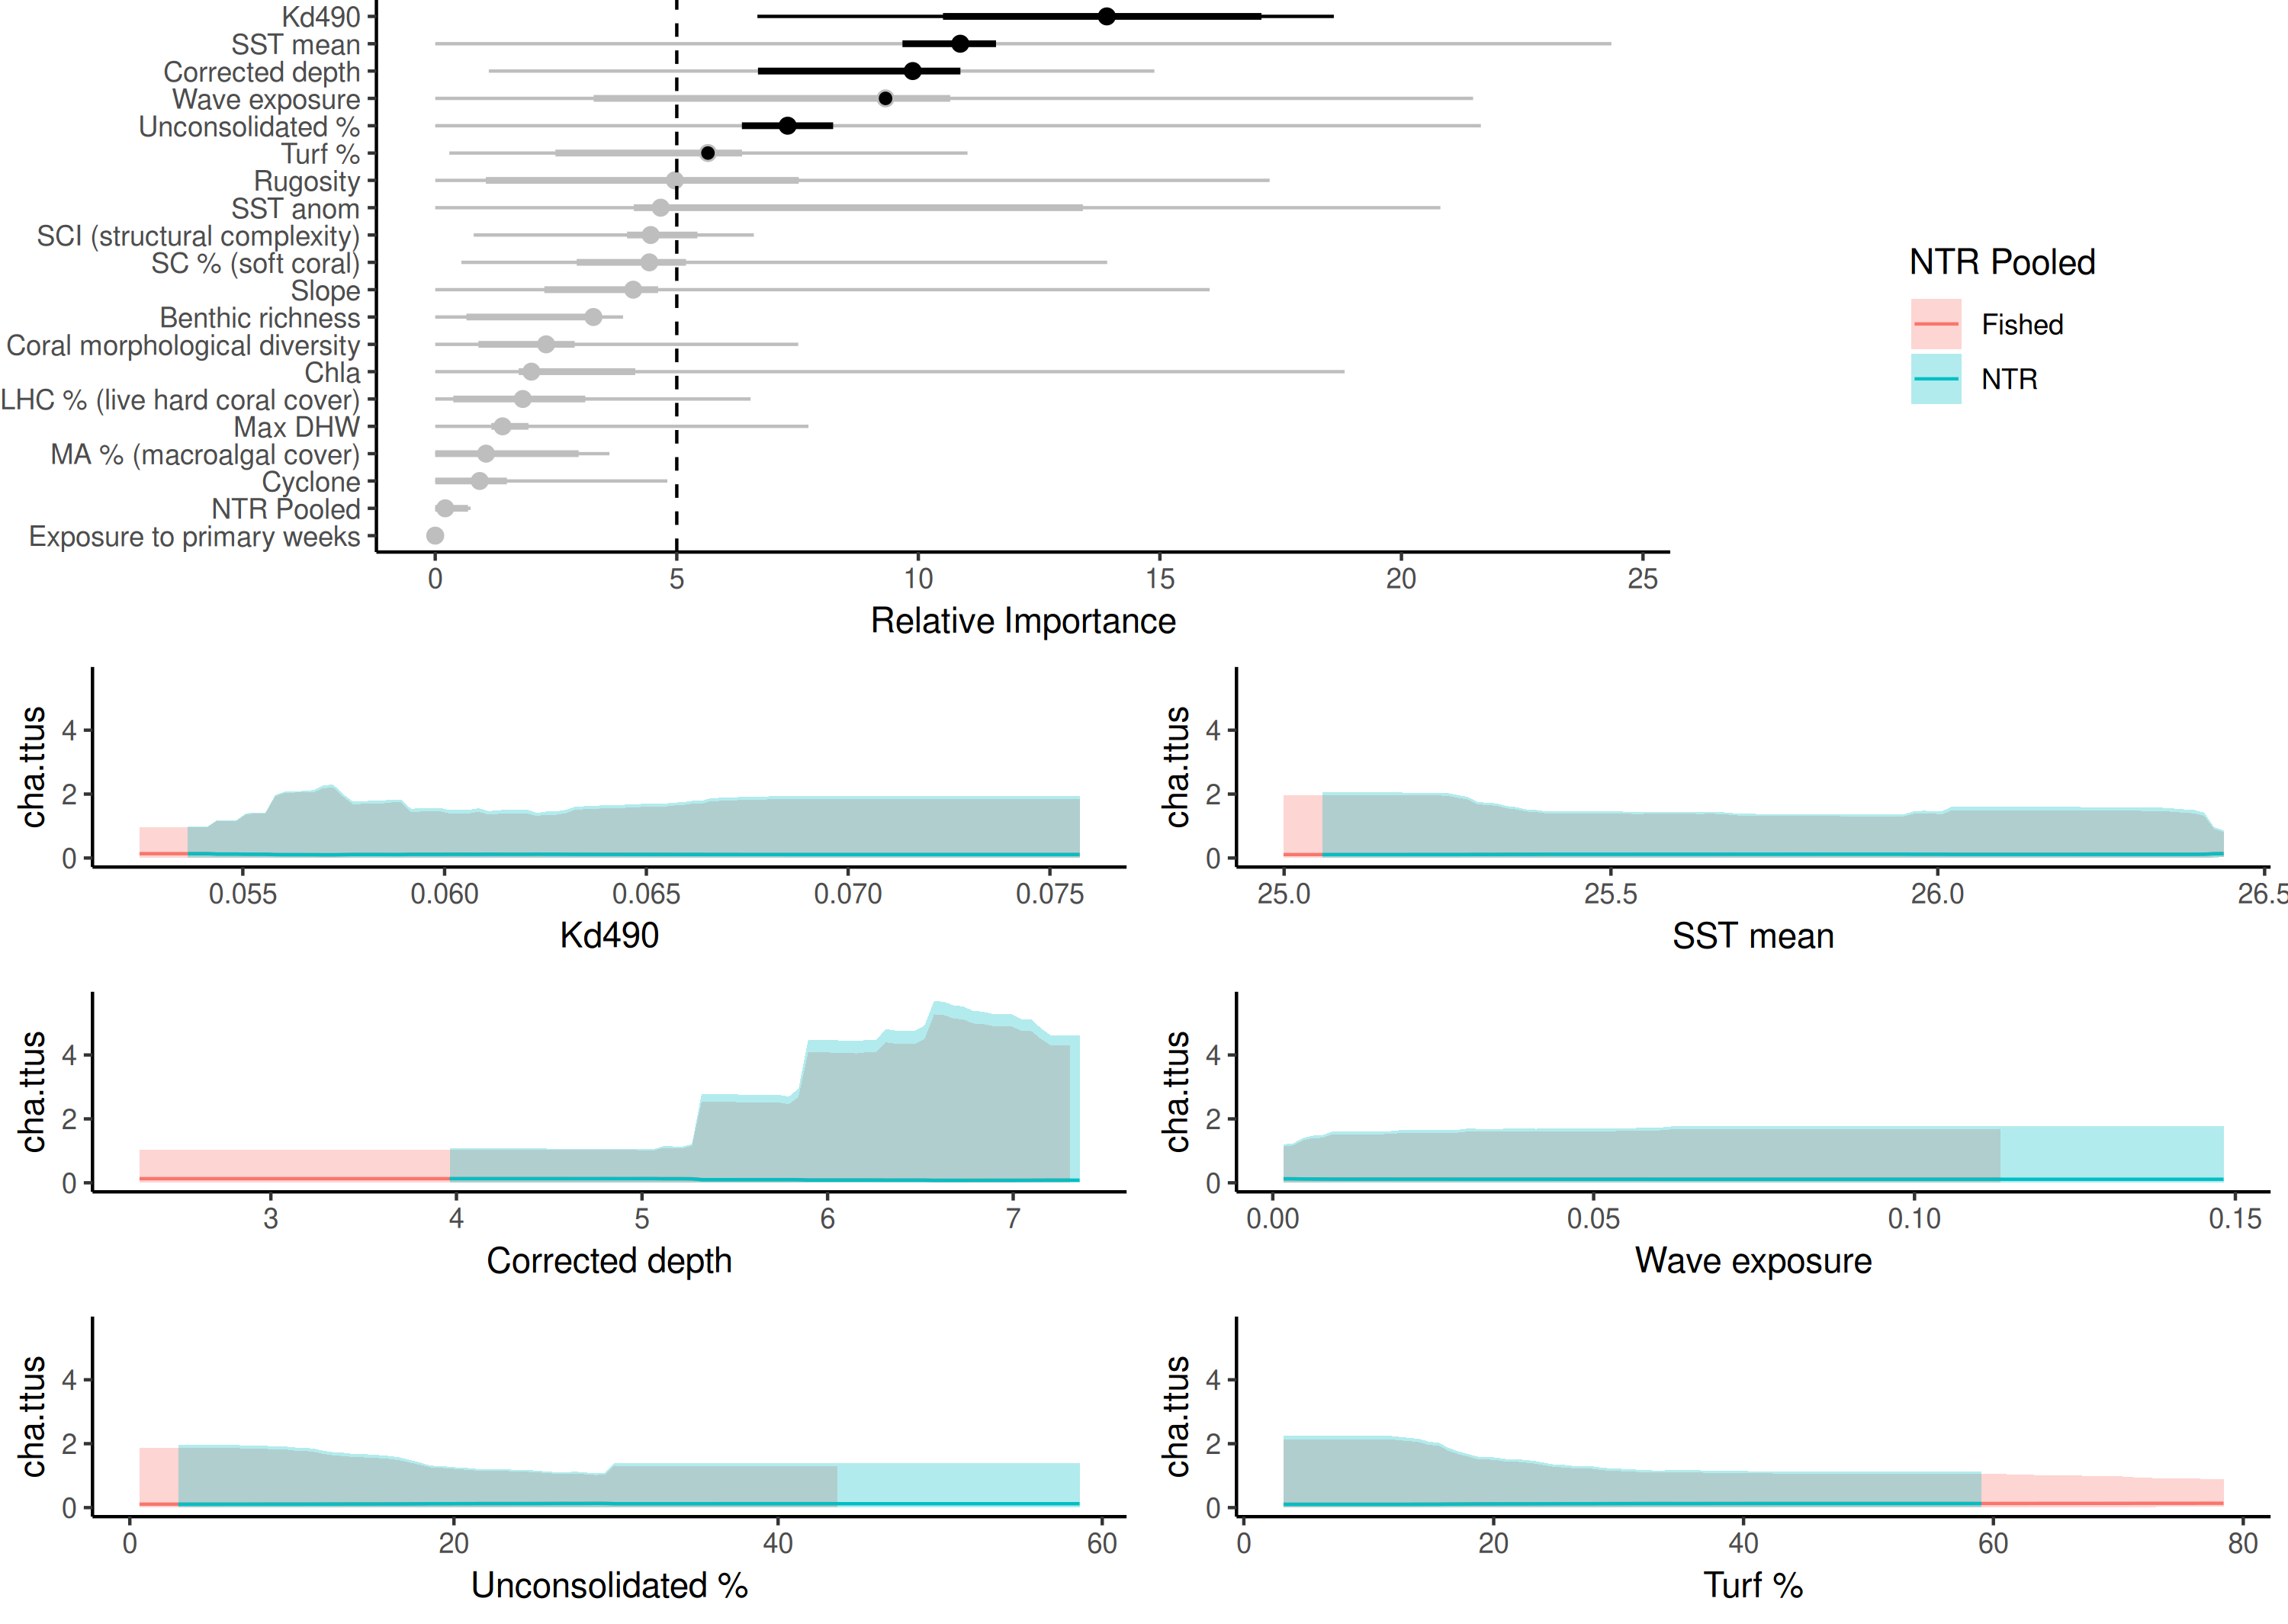 Kd490
SST mean
Corrected depth
Wave exposure
Unconsolidated %
Turf %
Rugosity
SST anom
SCI (structural complexity)
SC % (soft coral)
Slope
Benthic richness
Coral morphological diversity
Chla
LHC % (live hard coral cover)
Max DHW
MA % (macroalgal cover)
Cyclone
NTR Pooled
Exposure to primary weeks
0 5 10 15 20 25
Relative Importance
NTR Pooled
Fished
NTR
cha.ttus
4
2
0
0.055 0.060 0.065 0.070 0.075
Kd490
cha.ttus
4
2
0
25.0 25.5 26.0 26.5
SST mean
cha.ttus
4
2
0
3 4 5 6 7
Corrected depth
cha.ttus
4
2
0
0.00 0.05 0.10 0.15
Wave exposure
cha.ttus
4
2
0
0 20 40 60
Unconsolidated %
cha.ttus
4
2
0
0 20 40 60 80
Turf %